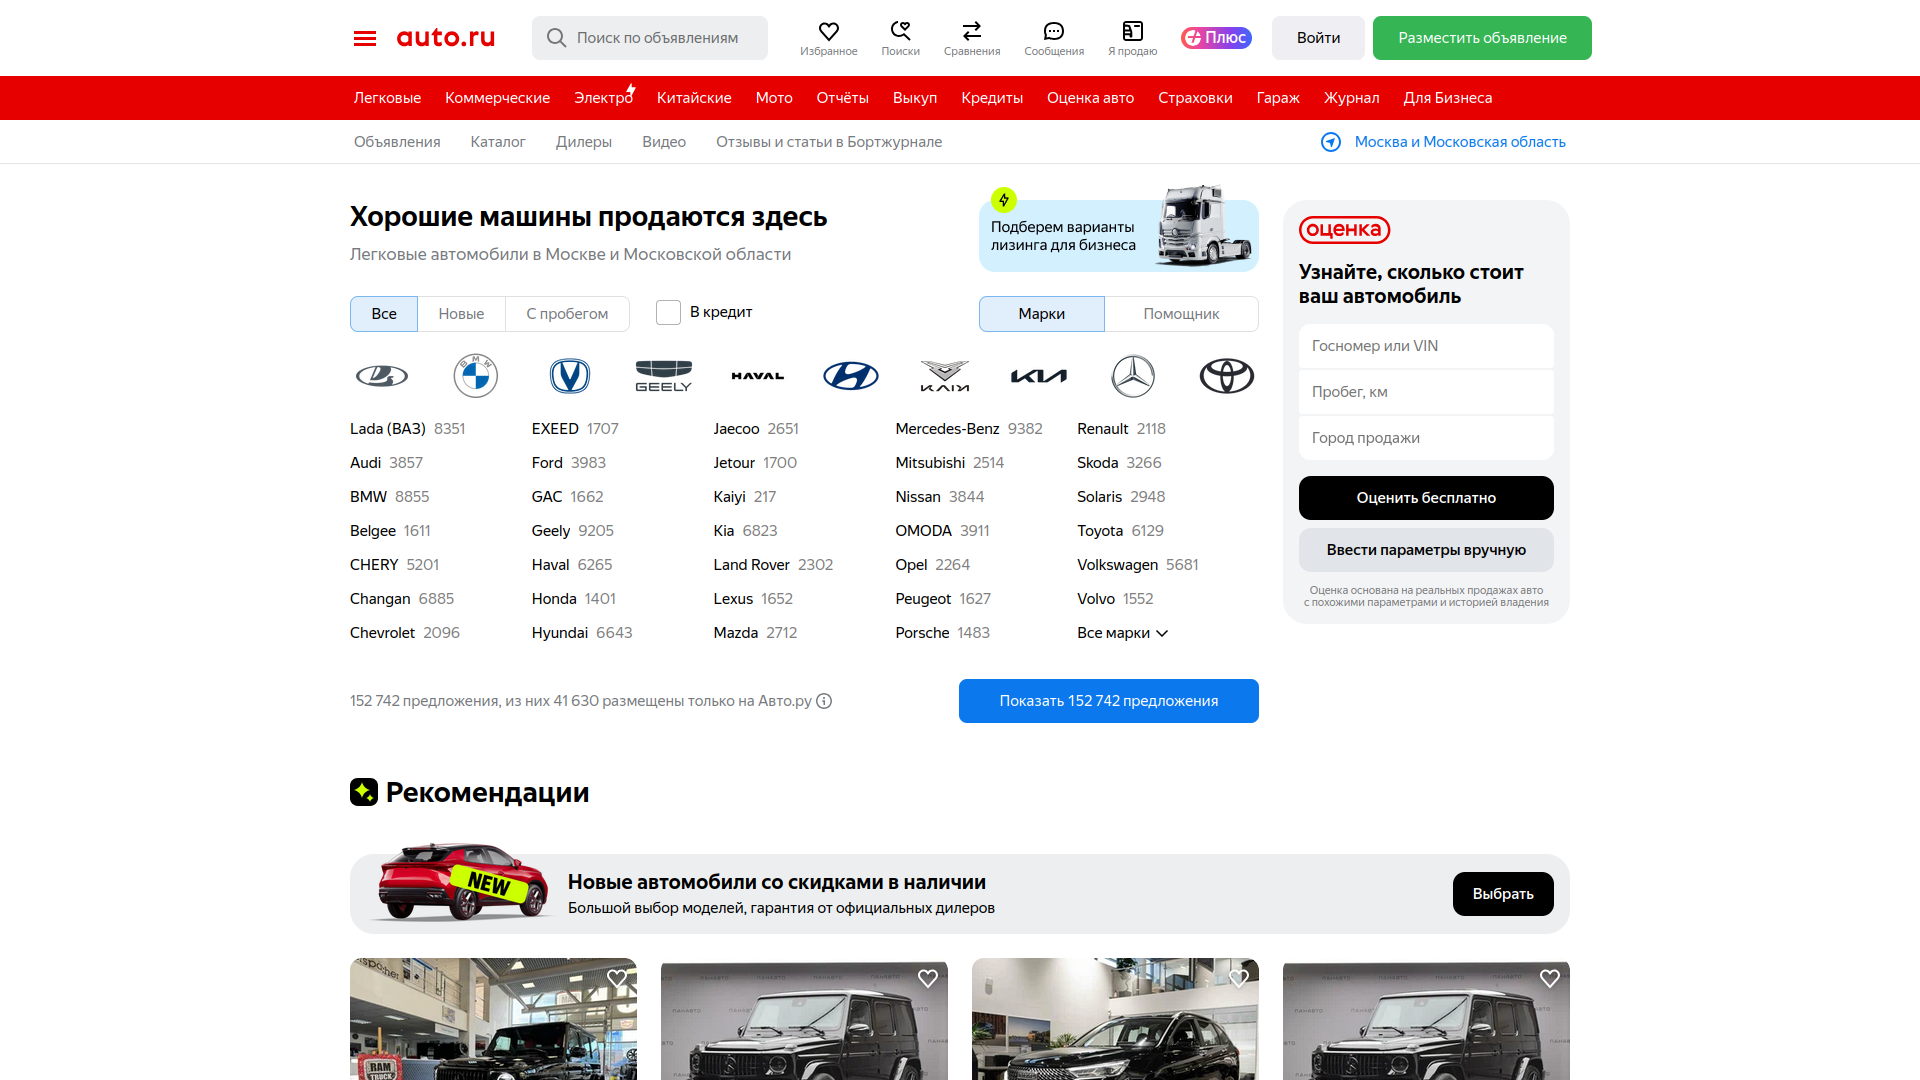 auto.ru
Поиск по объявлениям
Избранное
Поиски
Сравнения
Сообщения
Я продаю
Плюс
Войти
Разместить объявление
Легковые
Коммерческие
Электро
Китайские
Мото
Отчёты
Выкуп
Кредиты
Оценка авто
Страховки
Гараж
Журнал
Для Бизнеса
Объявления
Каталог
Дилеры
Видео
Отзывы и статьи в Бортжурнале
Москва и Московская область
Хорошие машины продаются здесь
Легковые автомобили в Москве и Московской области
Подберем варианты
лизинга для бизнеса
Все
Новые
С пробегом
В кредит
Марки
Помощник
BMW
GEELY
HAVAL
KAIYI
KIA
Lada (ВАЗ) 8351
EXEED 1707
Jaecoo 2651
Mercedes-Benz 9382
Renault 2118
Audi 3857
Ford 3983
Jetour 1700
Mitsubishi 2514
Skoda 3266
BMW 8855
GAC 1662
Kaiyi 217
Nissan 3844
Solaris 2948
Belgee 1611
Geely 9205
Kia 6823
OMODA 3911
Toyota 6129
CHERY 5201
Haval 6265
Land Rover 2302
Opel 2264
Volkswagen 5681
Changan 6885
Honda 1401
Lexus 1652
Peugeot 1627
Volvo 1552
Chevrolet 2096
Hyundai 6643
Mazda 2712
Porsche 1483
Все марки
152 742 предложения, из них 41 630 размещены только на Авто.ру
Показать 152 742 предложения
оценка
Узнайте, сколько стоит
ваш автомобиль
Госномер или VIN
Пробег, км
Город продажи
Оценить бесплатно
Ввести параметры вручную
Оценка основана на реальных продажах авто
с похожими параметрами и историей владения
Рекомендации
NEW
Новые автомобили со скидками в наличии
Большой выбор моделей, гарантия от официальных дилеров
Выбрать
RAM
TRUCK